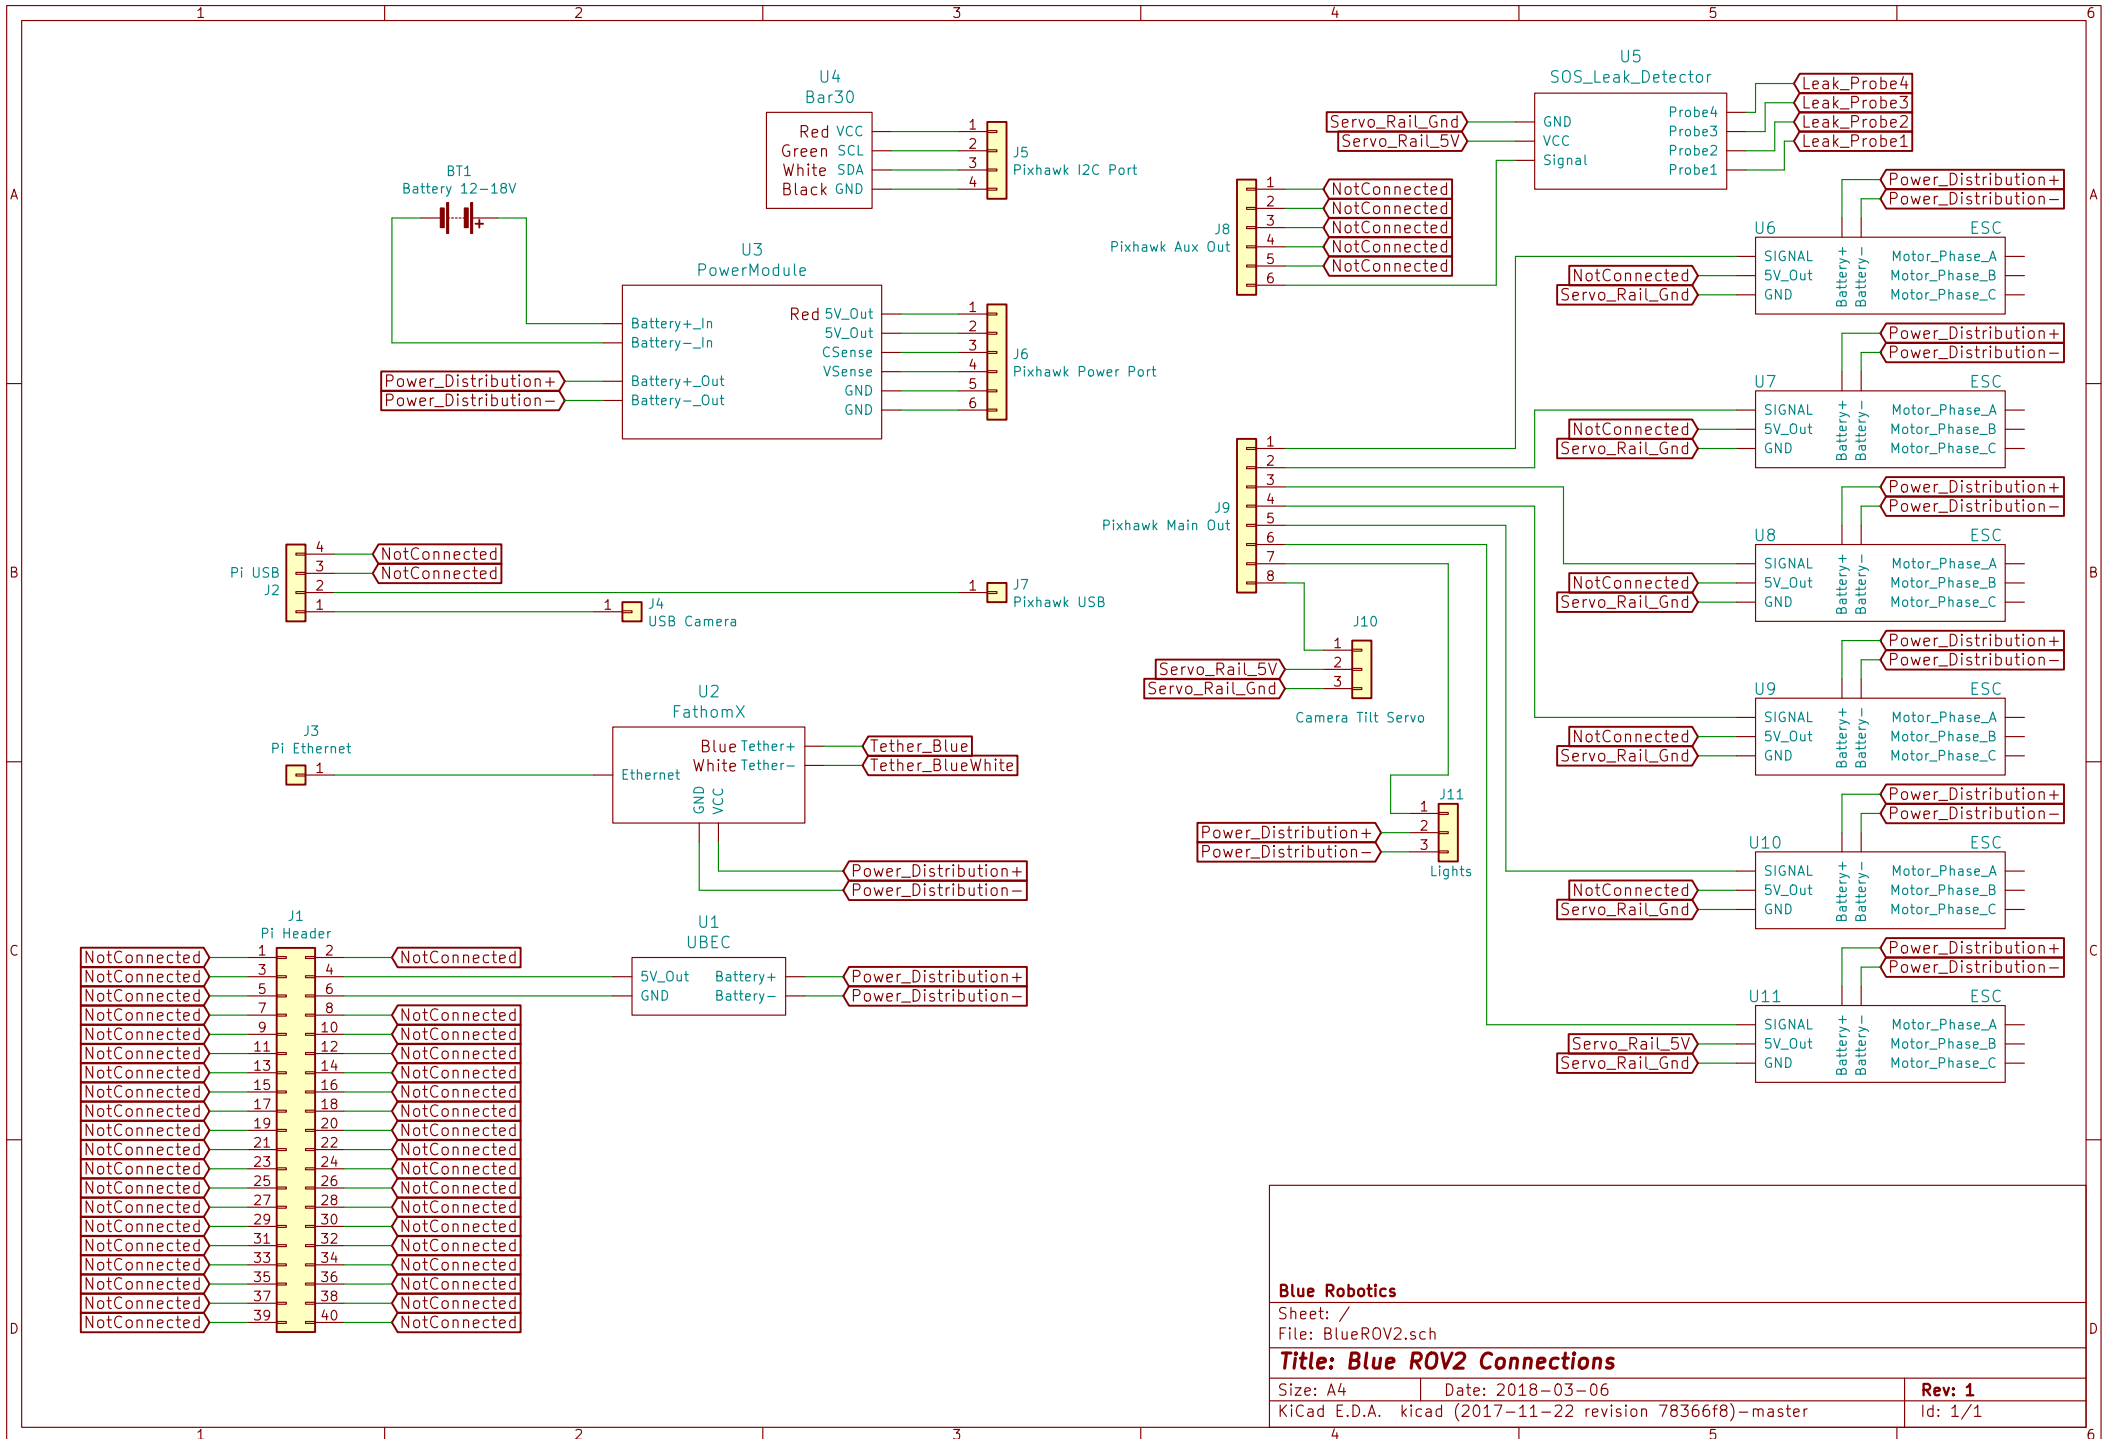 1 2 3 4 5 6
A
B
C
D
A
B
C
D
U4
Bar30
Red VCC 1
Green SCL 2
White SDA 3
Black GND 4
J5
Pixhawk I2C Port
BT1
Battery 12-18V
+
U3
PowerModule
Battery+_In
Battery-_In
Power_Distribution+ Battery+_Out
Power_Distribution- Battery-_Out
Red 5V_Out 1
5V_Out 2
CSense 3
VSense 4
GND 5
GND 6
J6
Pixhawk Power Port
Pi USB
J2
4 NotConnected
3 NotConnected
2
1
1 J4
USB Camera
1 J7
Pixhawk USB
J3
Pi Ethernet
1
U2
FathomX
Ethernet
Blue Tether+ Tether_Blue
White Tether- Tether_BlueWhite
GND
VCC
Power_Distribution+
Power_Distribution-
U1
UBEC
5V_Out Battery+ Power_Distribution+
GND Battery- Power_Distribution-
J1
Pi Header
NotConnected 1 2 NotConnected
NotConnected 3 4
NotConnected 5 6
NotConnected 7 8 NotConnected
NotConnected 9 10 NotConnected
NotConnected 11 12 NotConnected
NotConnected 13 14 NotConnected
NotConnected 15 16 NotConnected
NotConnected 17 18 NotConnected
NotConnected 19 20 NotConnected
NotConnected 21 22 NotConnected
NotConnected 23 24 NotConnected
NotConnected 25 26 NotConnected
NotConnected 27 28 NotConnected
NotConnected 29 30 NotConnected
NotConnected 31 32 NotConnected
NotConnected 33 34 NotConnected
NotConnected 35 36 NotConnected
NotConnected 37 38 NotConnected
NotConnected 39 40 NotConnected
U5
SOS_Leak_Detector
Servo_Rail_Gnd GND
Servo_Rail_5V VCC
Signal
Probe4 Leak_Probe4
Probe3 Leak_Probe3
Probe2 Leak_Probe2
Probe1 Leak_Probe1
J8
Pixhawk Aux Out
1 NotConnected
2 NotConnected
3 NotConnected
4 NotConnected
5 NotConnected
6
J9
Pixhawk Main Out
1
2
3
4
5
6
7
8
J10
1
Servo_Rail_5V 2
Servo_Rail_Gnd 3
Camera Tilt Servo
J11
1
Power_Distribution+ 2
Power_Distribution- 3
Lights
Power_Distribution+
Power_Distribution-
U6 ESC
SIGNAL Battery+ Battery- Motor_Phase_A
NotConnected 5V_Out Motor_Phase_B
Servo_Rail_Gnd GND Motor_Phase_C
Power_Distribution+
Power_Distribution-
U7 ESC
SIGNAL Battery+ Battery- Motor_Phase_A
NotConnected 5V_Out Motor_Phase_B
Servo_Rail_Gnd GND Motor_Phase_C
Power_Distribution+
Power_Distribution-
U8 ESC
SIGNAL Battery+ Battery- Motor_Phase_A
NotConnected 5V_Out Motor_Phase_B
Servo_Rail_Gnd GND Motor_Phase_C
Power_Distribution+
Power_Distribution-
U9 ESC
SIGNAL Battery+ Battery- Motor_Phase_A
NotConnected 5V_Out Motor_Phase_B
Servo_Rail_Gnd GND Motor_Phase_C
Power_Distribution+
Power_Distribution-
U10 ESC
SIGNAL Battery+ Battery- Motor_Phase_A
NotConnected 5V_Out Motor_Phase_B
Servo_Rail_Gnd GND Motor_Phase_C
Power_Distribution+
Power_Distribution-
U11 ESC
SIGNAL Battery+ Battery- Motor_Phase_A
Servo_Rail_5V 5V_Out Motor_Phase_B
Servo_Rail_Gnd GND Motor_Phase_C
Blue Robotics
Sheet: /
File: BlueROV2.sch
Title: Blue ROV2 Connections
Size: A4 Date: 2018-03-06 Rev: 1
KiCad E.D.A. kicad (2017-11-22 revision 78366f8)-master Id: 1/1
1 2 3 4 5 6